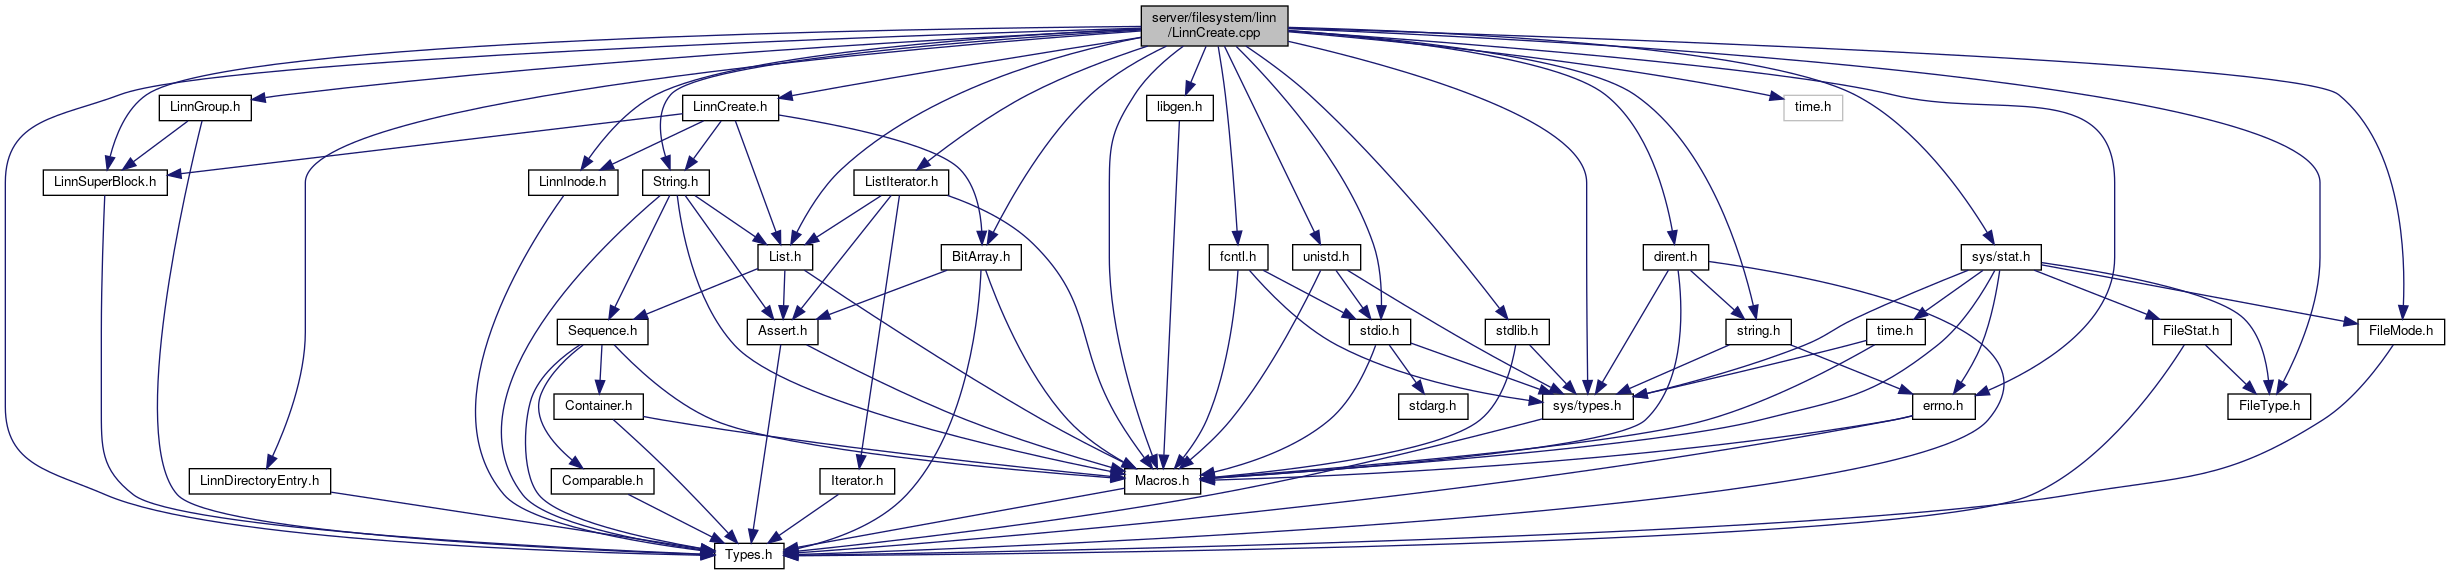 server/filesystem/linn
/LinnCreate.cpp
LinnGroup.h
LinnCreate.h
libgen.h
time.h
LinnSuperBlock.h
LinnInode.h
String.h
ListIterator.h
List.h
BitArray.h
fcntl.h
unistd.h
dirent.h
sys/stat.h
Sequence.h
Assert.h
stdio.h
stdlib.h
string.h
time.h
FileStat.h
FileMode.h
Container.h
stdarg.h
sys/types.h
errno.h
FileType.h
LinnDirectoryEntry.h
Comparable.h
Iterator.h
Macros.h
Types.h